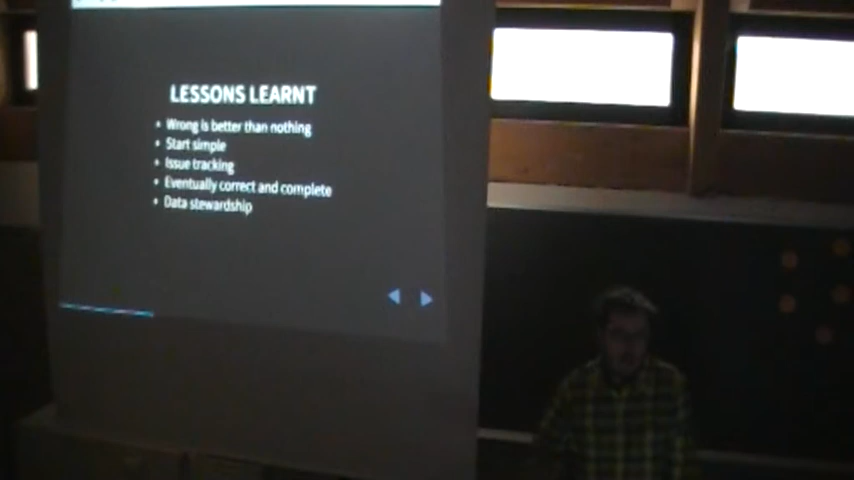 LESSONS LEARNT
• Wrong is better than nothing
• Start simple
• Issue tracking
• Eventually correct and complete
• Data stewardship